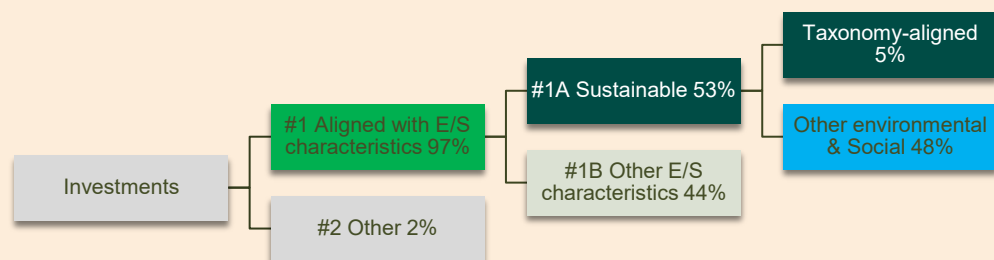 Investments
#1 Aligned with E/S
characteristics 97%
#2 Other 2%
#1A Sustainable 53%
#1B Other E/S
characteristics 44%
Taxonomy-aligned
5%
Other environmental
& Social 48%